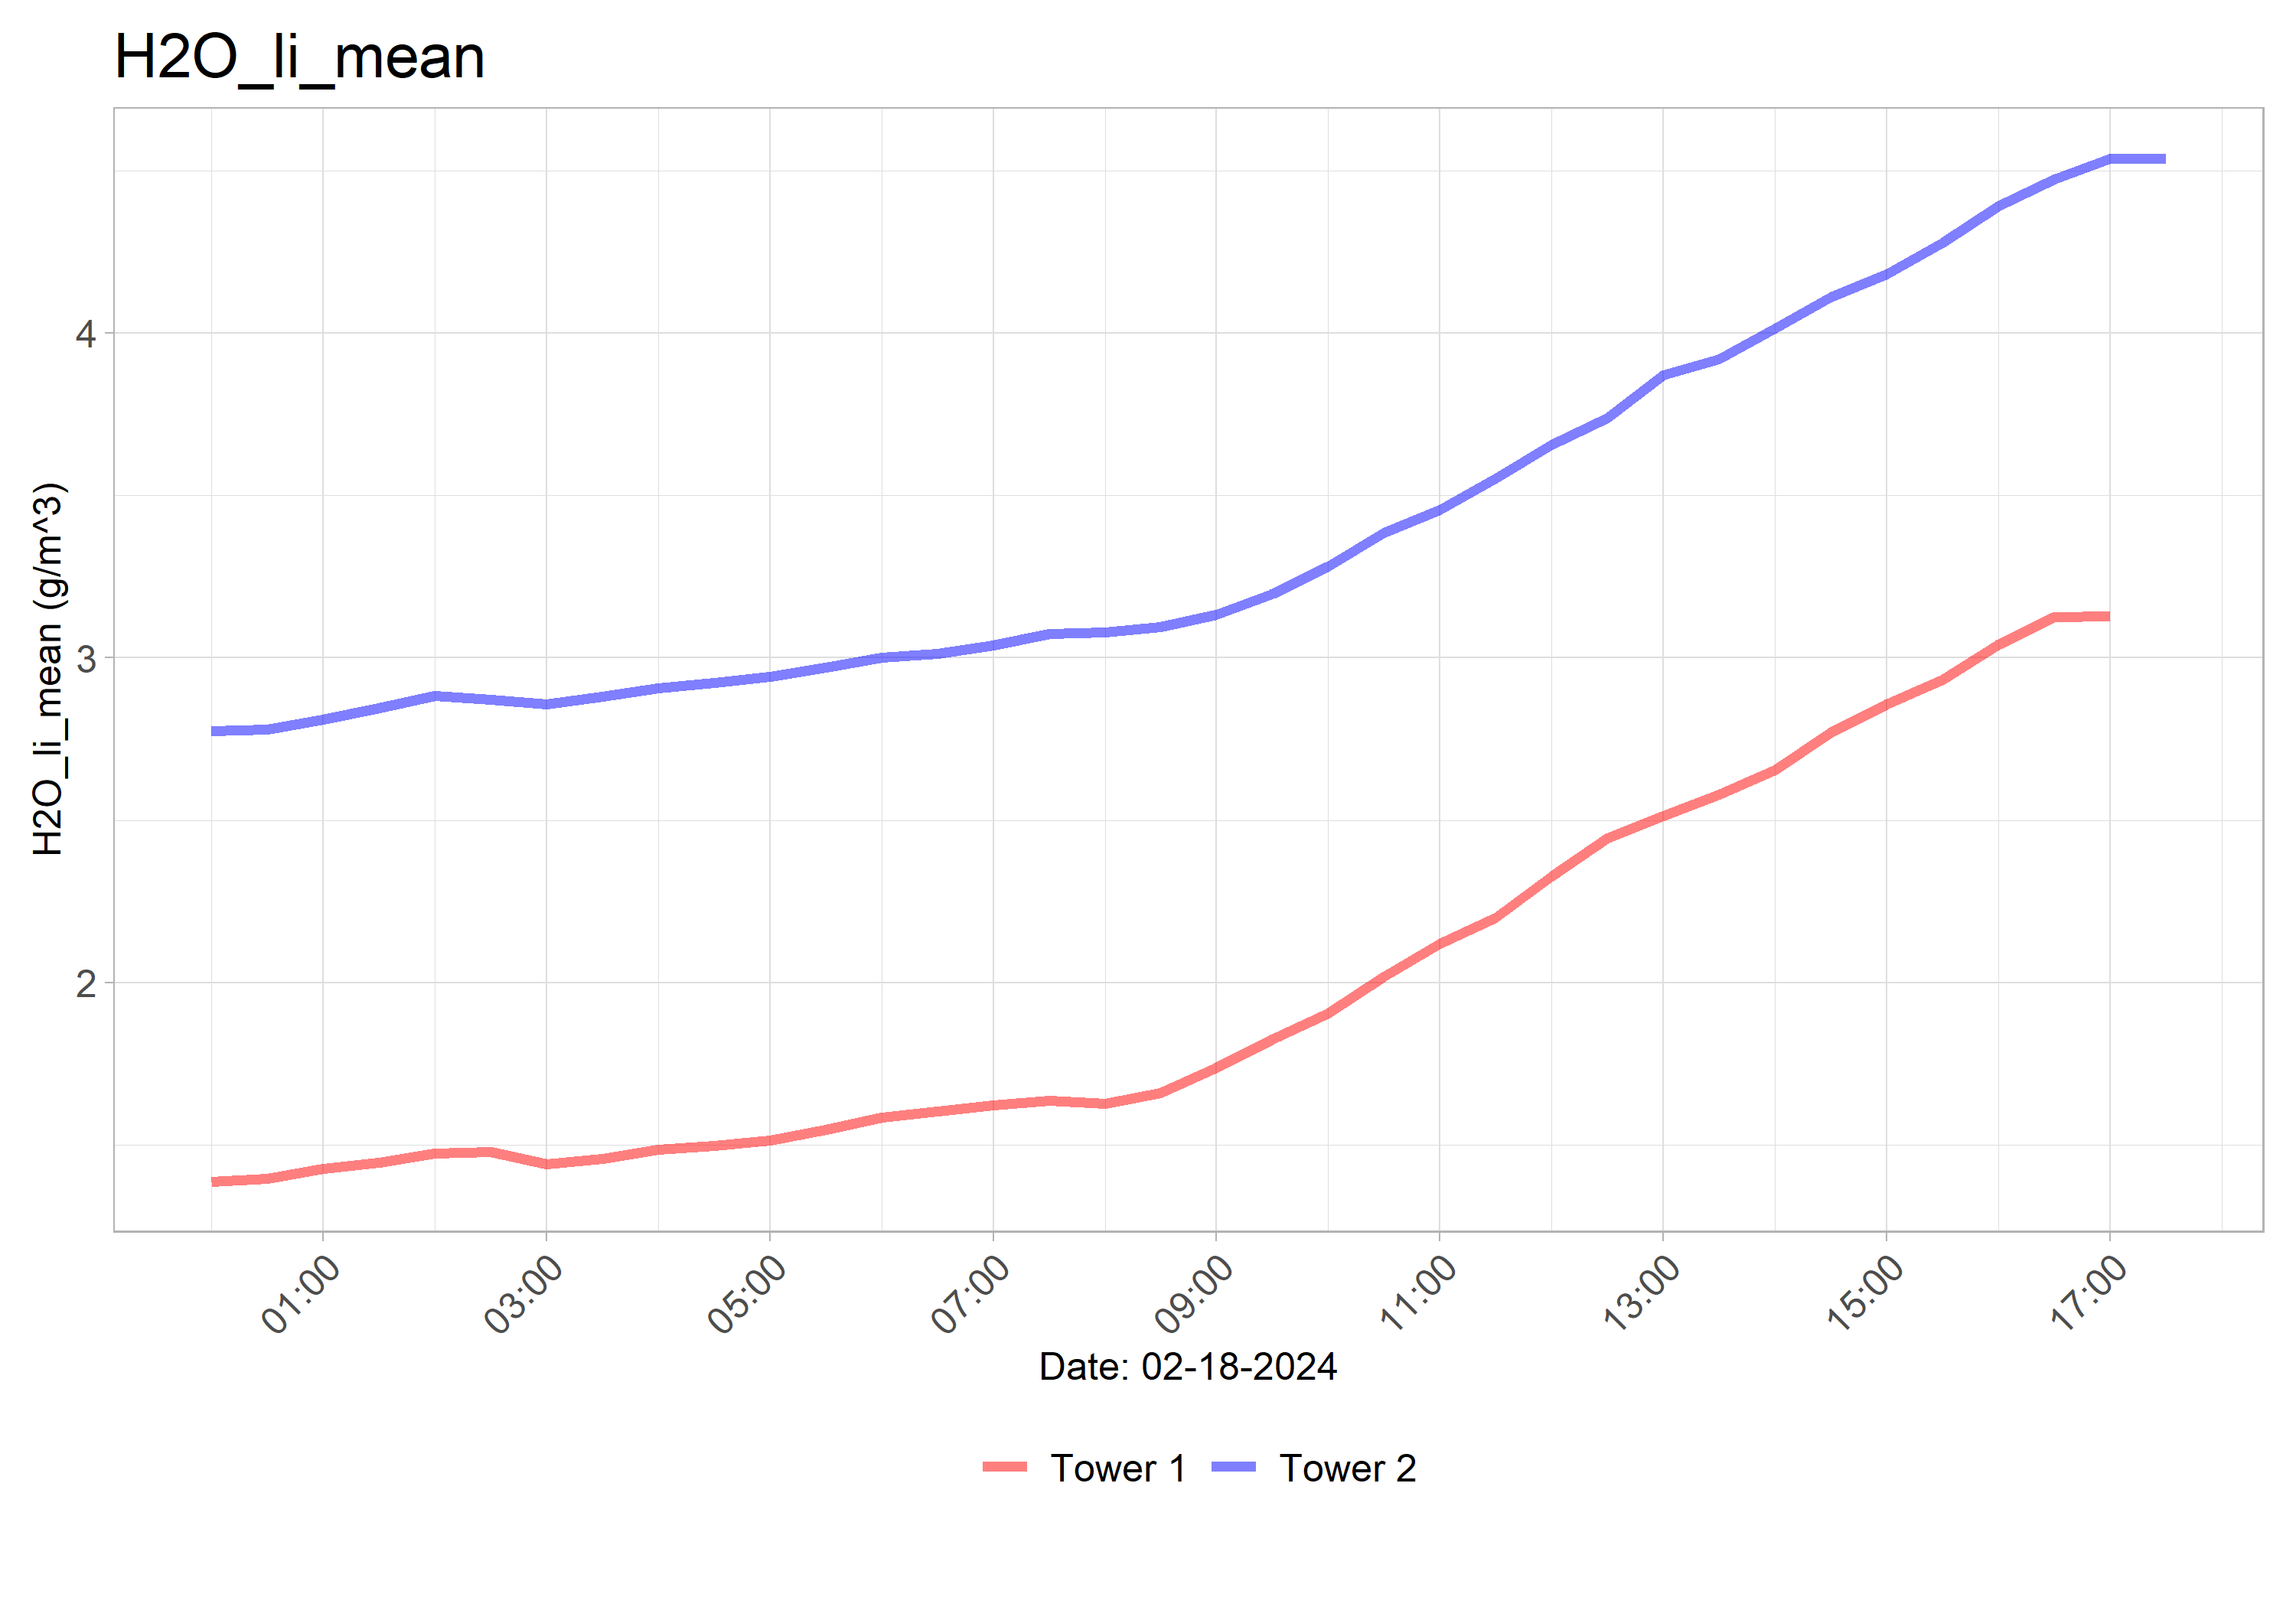 H2O_li_mean
H2O_li_mean (g/m^3)
4
3
2
01:00
03:00
05:00
07:00
09:00
11:00
13:00
15:00
17:00
Date: 02-18-2024
Tower 1
Tower 2